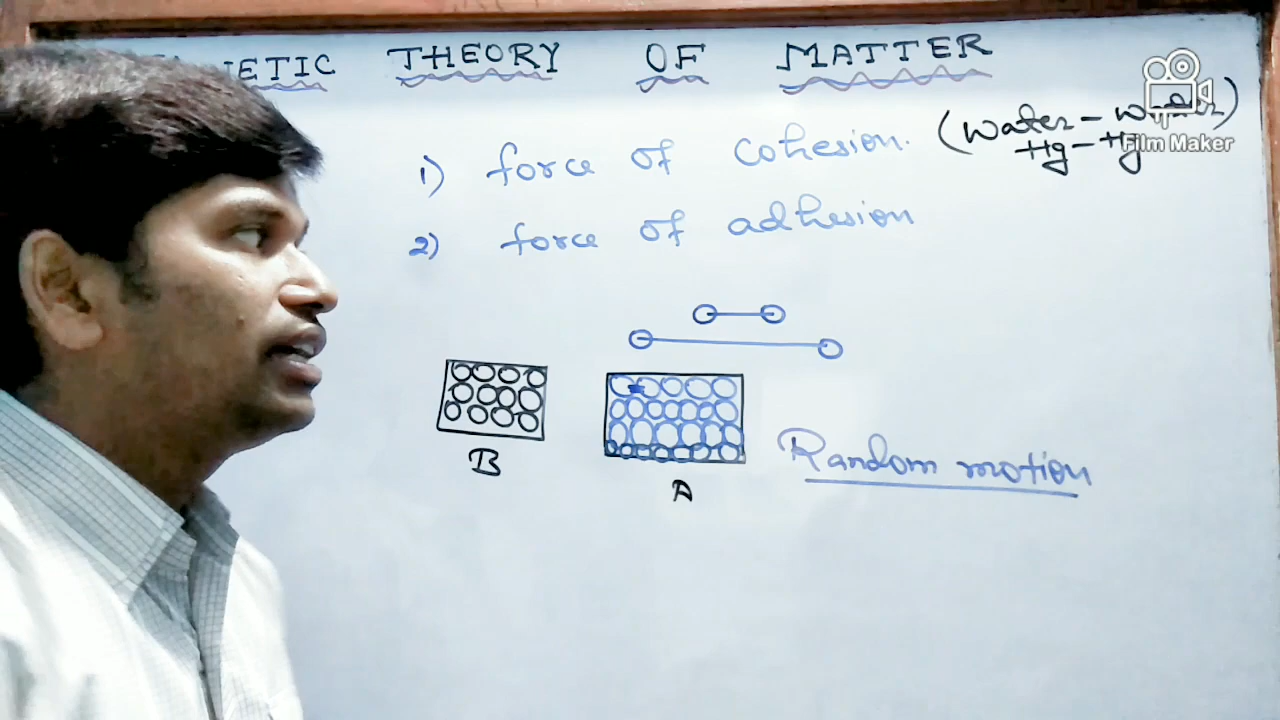 NETIC THEORY OF MATTER
1) force of cohesion. (Water - Water)
Hg - Hg
2) force of adhesion
B
A
Random motion
Film Maker